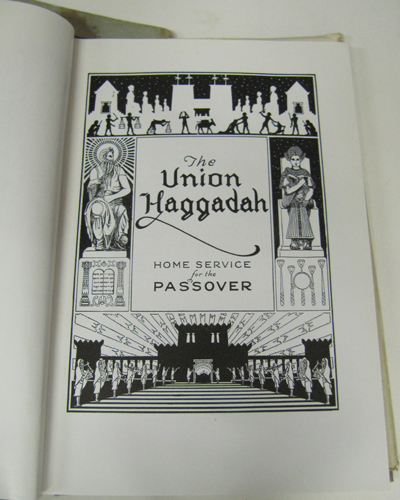 The
Union
Haggadah
HOME SERVICE
for the
PASSOVER